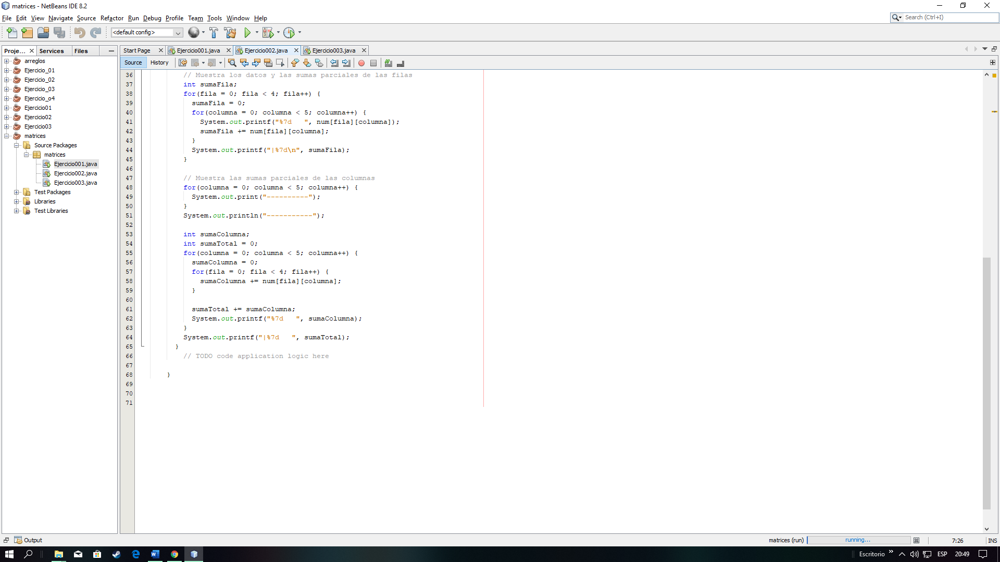 matrices - NetBeans IDE 8.2
File Edit View Navigate Source Refactor Run Debug Profile Team Tools Window Help
Search (Ctrl+I)
<default config>
Proje... Services Files
Start Page Ejercicio001.java Ejercicio002.java Ejercicio003.java
Source History
arreglos
Ejercicio_01
Ejercicio_02
Ejercicio_03
Ejercicio_o4
Ejercicio01
Ejercicio02
Ejercicio03
matrices
Source Packages
matrices
Ejercicio001.java
Ejercicio002.java
Ejercicio003.java
Test Packages
Libraries
Test Libraries
36 // Muestra los datos y las sumas parciales de las filas
37 int sumaFila;
38 for(fila = 0; fila < 4; fila++) {
39 sumaFila = 0;
40 for(columna = 0; columna < 5; columna++) {
41 System.out.printf("%7d   ", num[fila][columna]);
42 sumaFila += num[fila][columna];
43 }
44 System.out.printf("|%7d\n", sumaFila);
45 }
46
47 // Muestra las sumas parciales de las columnas
48 for(columna = 0; columna < 5; columna++) {
49 System.out.print("----------");
50 }
51 System.out.println("-----------");
52
53 int sumaColumna;
54 int sumaTotal = 0;
55 for(columna = 0; columna < 5; columna++) {
56 sumaColumna = 0;
57 for(fila = 0; fila < 4; fila++) {
58 sumaColumna += num[fila][columna];
59 }
60
61 sumaTotal += sumaColumna;
62 System.out.printf("%7d   ", sumaColumna);
63 }
64 System.out.printf("|%7d   ", sumaTotal);
65 }
66 // TODO code application logic here
67
68 }
69
70
71
Output
matrices (run) running... 7:26 INS
Escritorio » ESP 20:49